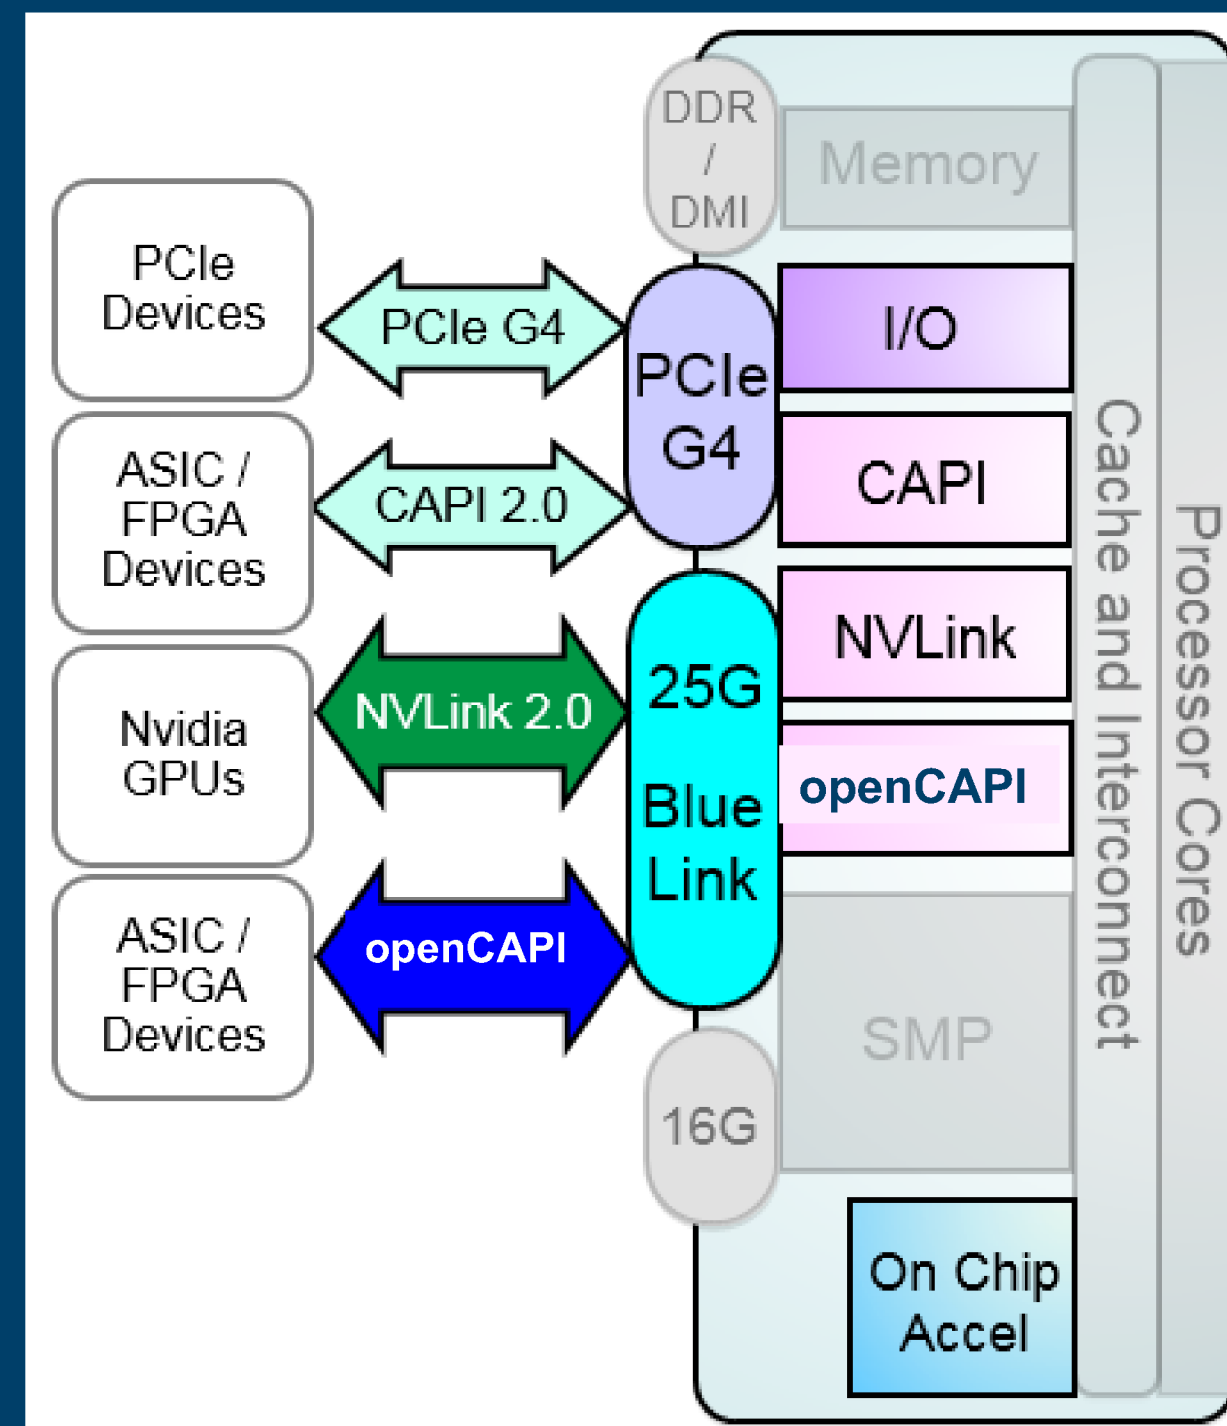 DDR
/
DMI
Memory
PCIe
Devices
PCIe G4
PCIe
G4
I/O
ASIC /
FPGA
Devices
CAPI 2.0
CAPI
Nvidia
GPUs
NVLink 2.0
25G
Blue
Link
NVLink
openCAPI
ASIC /
FPGA
Devices
openCAPI
16G
SMP
On Chip
Accel
Cache and Interconnect
Processor Cores